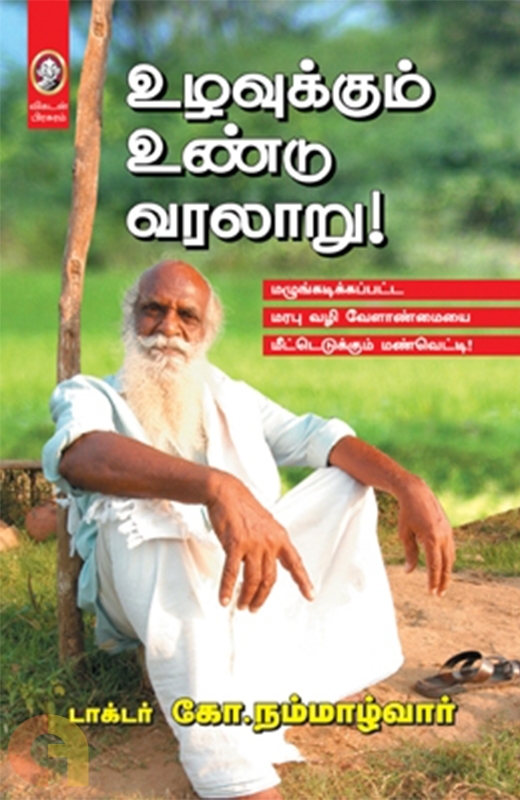 விகடன்
பிரசுரம்
உழவுக்கும்
உண்டு
வரலாறு!
மழுங்கடிக்கப்பட்ட
மரபு வழி வேளாண்மையை
மீட்டெடுக்கும் மண்வெட்டி!
டாக்டர் கோ.நம்மாழ்வார்